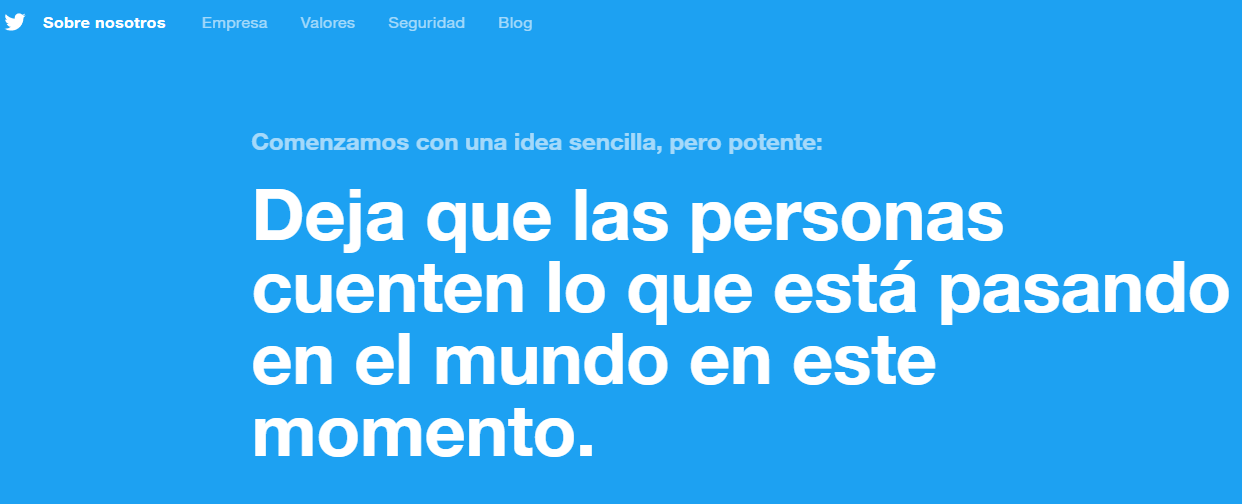 Sobre nosotros Empresa Valores Seguridad Blog
Comenzamos con una idea sencilla, pero potente:
Deja que las personas
cuenten lo que está pasando
en el mundo en este
momento.